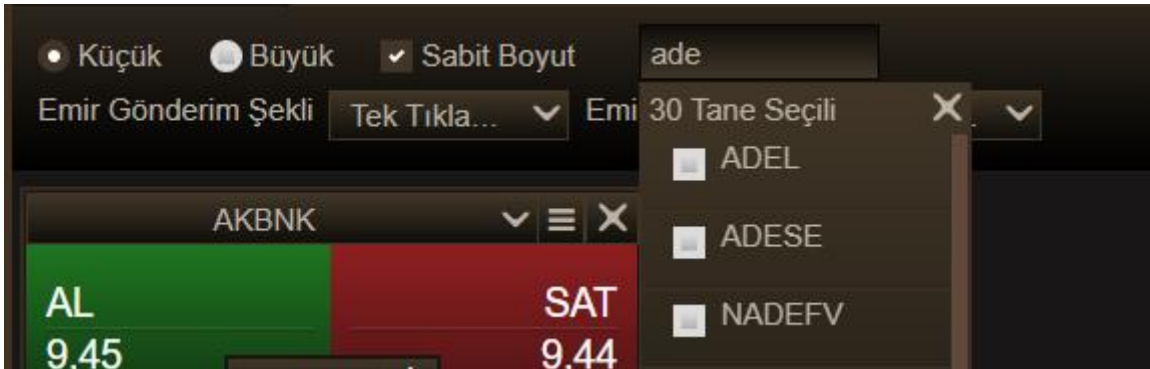 Küçük Büyük Sabit Boyut ade
Emir Gönderim Şekli Tek Tıkla... Emi
30 Tane Seçili
ADEL
ADESE
NADEFV
AKBNK
AL SAT
9,45 9,44